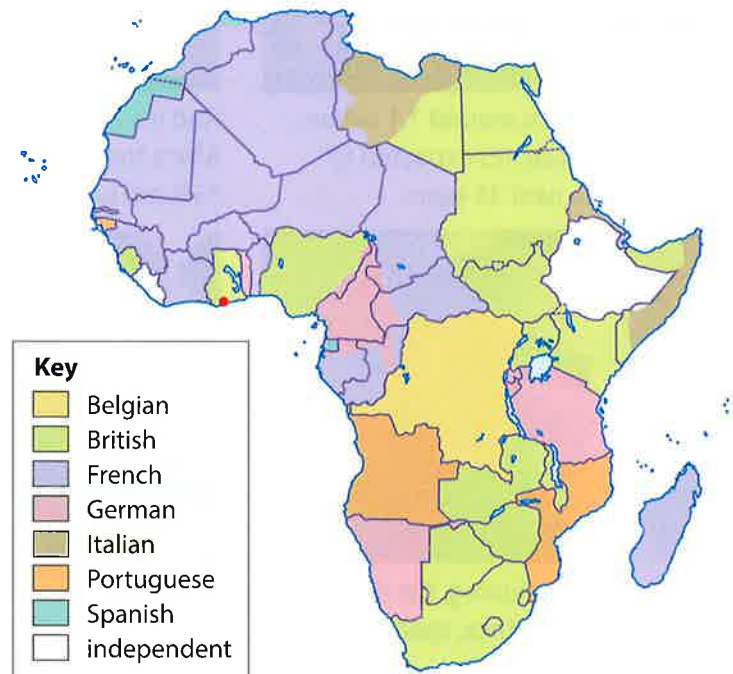 Key
Belgian
British
French
German
Italian
Portuguese
Spanish
independent